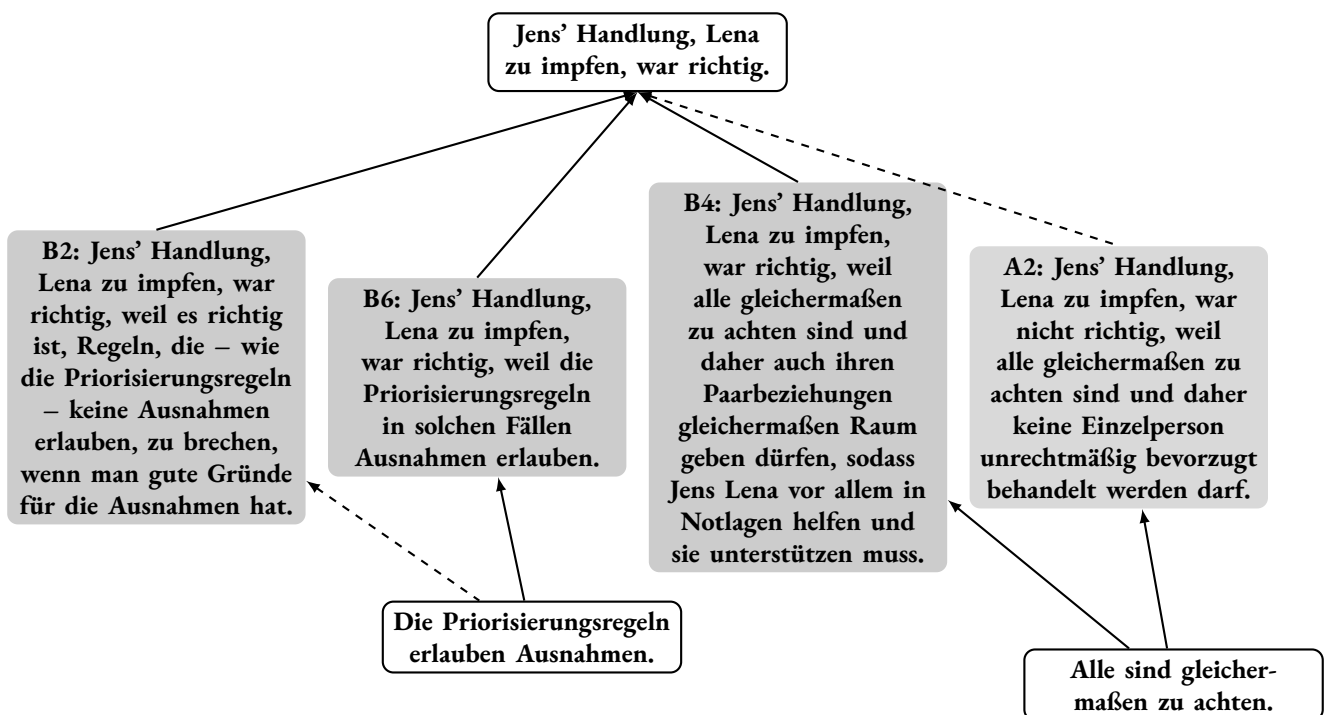 Jens’ Handlung, Lena
zu impfen, war richtig.
B2: Jens’ Handlung,
Lena zu impfen, war
richtig, weil es richtig
ist, Regeln, die – wie
die Priorisierungsregeln
– keine Ausnahmen
erlauben, zu brechen,
wenn man gute Gründe
für die Ausnahmen hat.
B6: Jens’ Handlung,
Lena zu impfen,
war richtig, weil die
Priorisierungsregeln
in solchen Fällen
Ausnahmen erlauben.
B4: Jens’ Handlung,
Lena zu impfen,
war richtig, weil
alle gleichermaßen
zu achten sind und
daher auch ihren
Paarbeziehungen
gleichermaßen Raum
geben dürfen, sodass
Jens Lena vor allem in
Notlagen helfen und
sie unterstützen muss.
A2: Jens’ Handlung,
Lena zu impfen, war
nicht richtig, weil
alle gleichermaßen zu
achten sind und daher
keine Einzelperson
unrechtmäßig bevorzugt
behandelt werden darf.
Die Priorisierungsregeln
erlauben Ausnahmen.
Alle sind gleicher-
maßen zu achten.